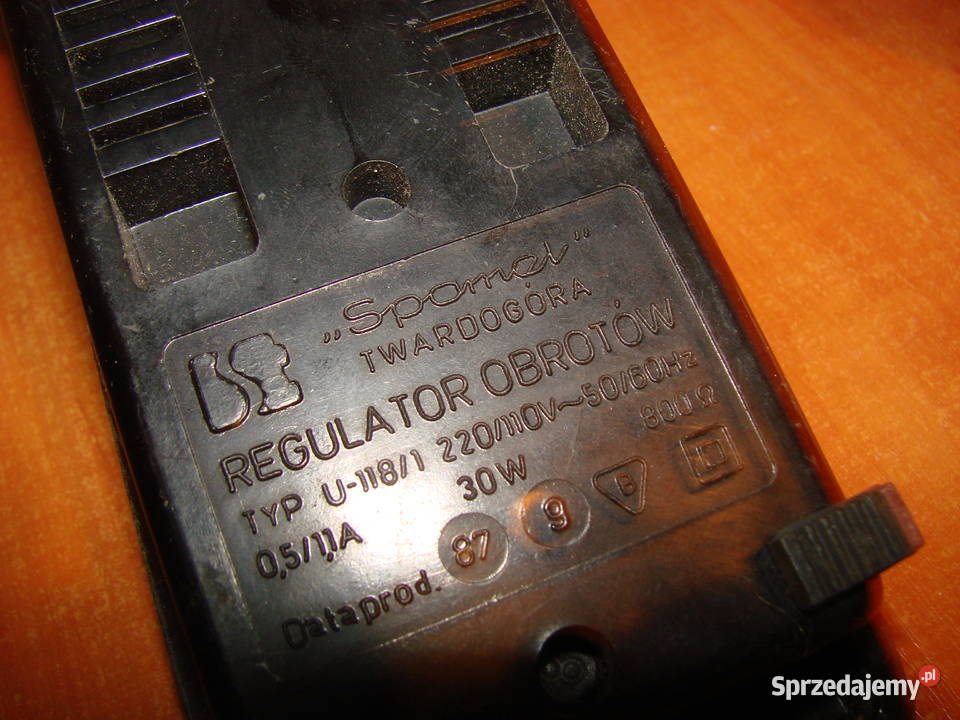 „Spamel”
TWARDOGÓRA
REGULATOR OBROTÓW
TYP U-118/1 220/110V~50/60Hz
0,5/1,1A 30W 800Ω
Data prod. 87 9 B
Sprzedajemy.pl